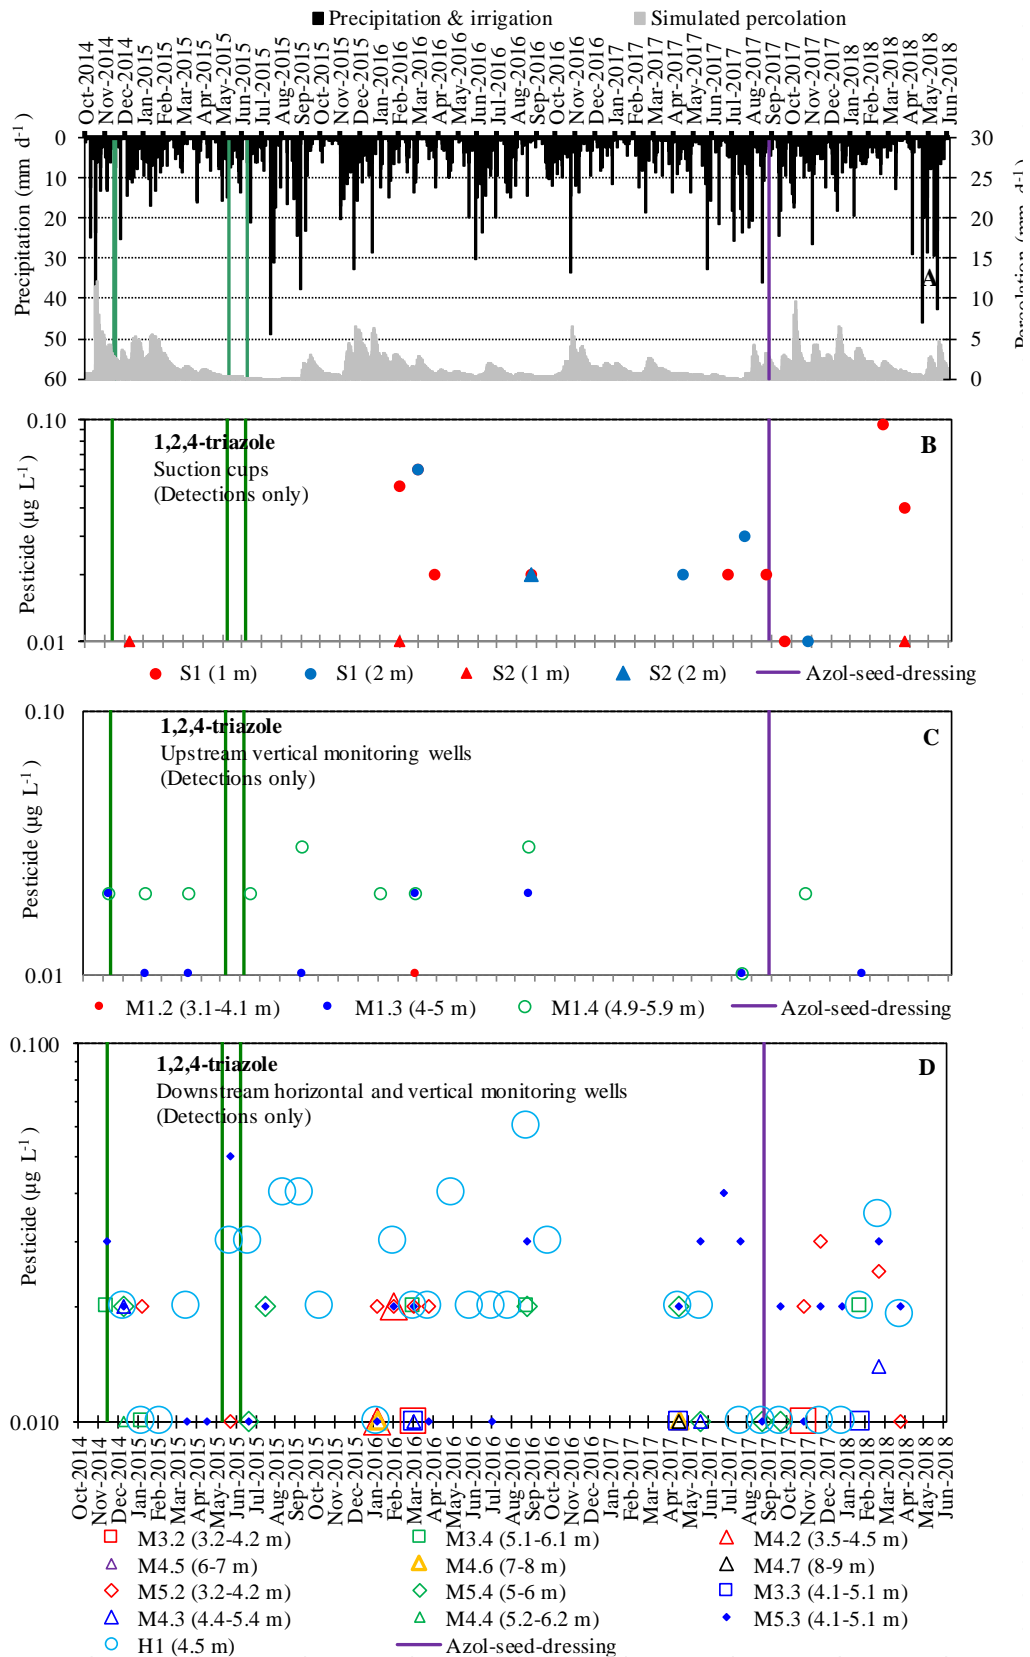 Precipitation & irrigation
Simulated percolation
Oct-2014
Nov-2014
Dec-2014
Jan-2015
Feb-2015
Mar-2015
Apr-2015
May-2015
Jun-2015
Jul-2015
Aug-2015
Sep-2015
Oct-2015
Nov-2015
Dec-2015
Jan-2016
Feb-2016
Mar-2016
Apr-2016
May-2016
Jun-2016
Jul-2016
Aug-2016
Sep-2016
Oct-2016
Nov-2016
Dec-2016
Jan-2017
Feb-2017
Mar-2017
Apr-2017
May-2017
Jun-2017
Jul-2017
Aug-2017
Sep-2017
Oct-2017
Nov-2017
Dec-2017
Jan-2018
Feb-2018
Mar-2018
Apr-2018
May-2018
Jun-2018
Precipitation (mm d-1)
0
10
20
30
40
50
60
30
25
20
15
10
5
0
Percolation (mm d-1)
A
Pesticide (µg L-1)
0.10
0.01
1,2,4-triazole
Suction cups
(Detections only)
B
S1 (1 m)
S1 (2 m)
S2 (1 m)
S2 (2 m)
Azol-seed-dressing
Pesticide (µg L-1)
0.10
0.01
1,2,4-triazole
Upstream vertical monitoring wells
(Detections only)
C
M1.2 (3.1-4.1 m)
M1.3 (4-5 m)
M1.4 (4.9-5.9 m)
Azol-seed-dressing
Pesticide (µg L-1)
0.100
0.010
1,2,4-triazole
Downstream horizontal and vertical monitoring wells
(Detections only)
D
Oct-2014
Nov-2014
Dec-2014
Jan-2015
Feb-2015
Mar-2015
Apr-2015
May-2015
Jun-2015
Jul-2015
Aug-2015
Sep-2015
Oct-2015
Nov-2015
Dec-2015
Jan-2016
Feb-2016
Mar-2016
Apr-2016
May-2016
Jun-2016
Jul-2016
Aug-2016
Sep-2016
Oct-2016
Nov-2016
Dec-2016
Jan-2017
Feb-2017
Mar-2017
Apr-2017
May-2017
Jun-2017
Jul-2017
Aug-2017
Sep-2017
Oct-2017
Nov-2017
Dec-2017
Jan-2018
Feb-2018
Mar-2018
Apr-2018
May-2018
Jun-2018
M3.2 (3.2-4.2 m)
M3.4 (5.1-6.1 m)
M4.2 (3.5-4.5 m)
M4.5 (6-7 m)
M4.6 (7-8 m)
M4.7 (8-9 m)
M5.2 (3.2-4.2 m)
M5.4 (5-6 m)
M3.3 (4.1-5.1 m)
M4.3 (4.4-5.4 m)
M4.4 (5.2-6.2 m)
M5.3 (4.1-5.1 m)
H1 (4.5 m)
Azol-seed-dressing